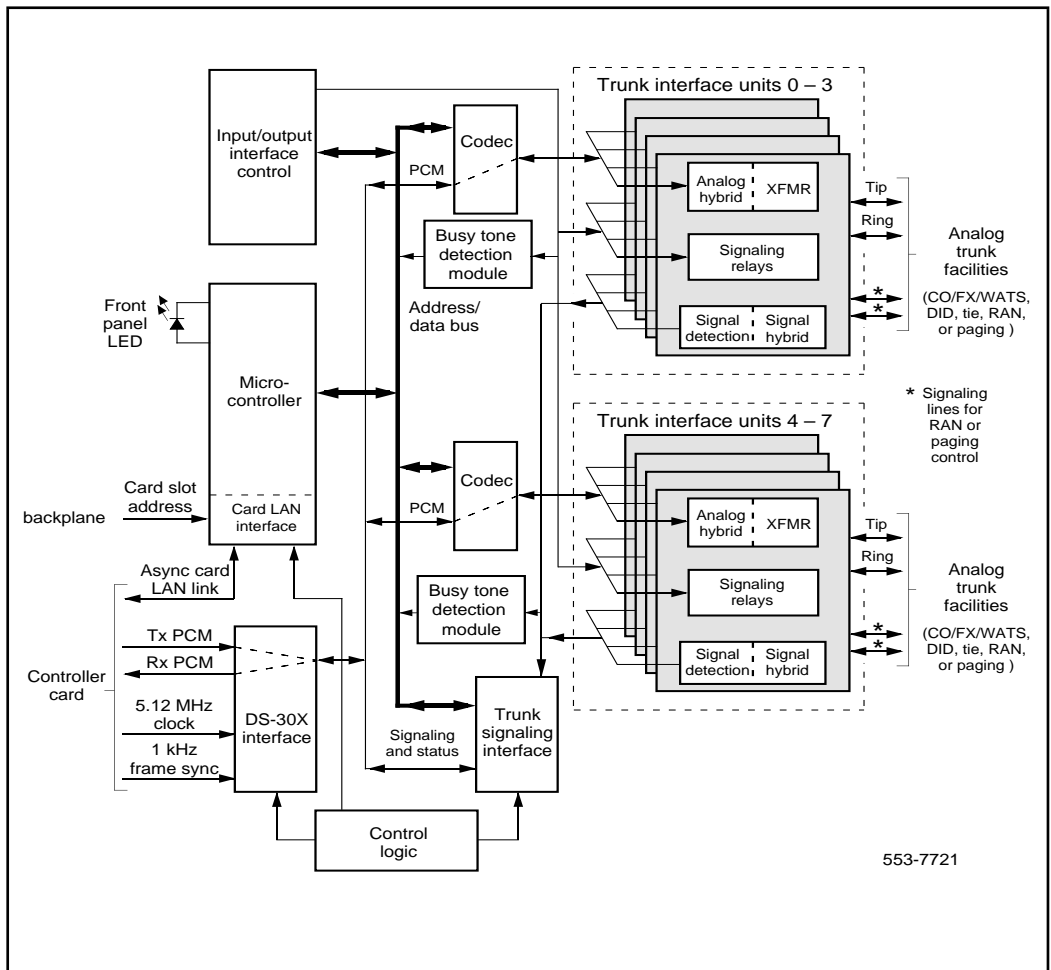 Trunk interface units 0 – 3
Input/output
interface
control
Codec
PCM
Analog
hybrid
XFMR
Tip
Ring
Busy tone
detection
module
Signaling
relays
Analog
trunk
facilities
Front
panel
LED
Address/
data bus
Signal
detection
Signal
hybrid
*
*
(CO/FX/WATS,
DID, tie, RAN,
or paging )
Micro-
controller
* Signaling
lines for
RAN or
paging
control
Trunk interface units 4 – 7
Codec
PCM
Card slot
address
backplane
Card LAN
interface
Analog
hybrid
XFMR
Tip
Ring
Async card
LAN link
Busy tone
detection
module
Signaling
relays
Analog
trunk
facilities
Tx PCM
Rx PCM
Signal
detection
Signal
hybrid
*
*
(CO/FX/WATS,
DID, tie, RAN,
or paging )
Controller
card
5.12 MHz
clock
1 kHz
frame sync
DS-30X
interface
Signaling
and status
Trunk
signaling
interface
Control
logic
553-7721